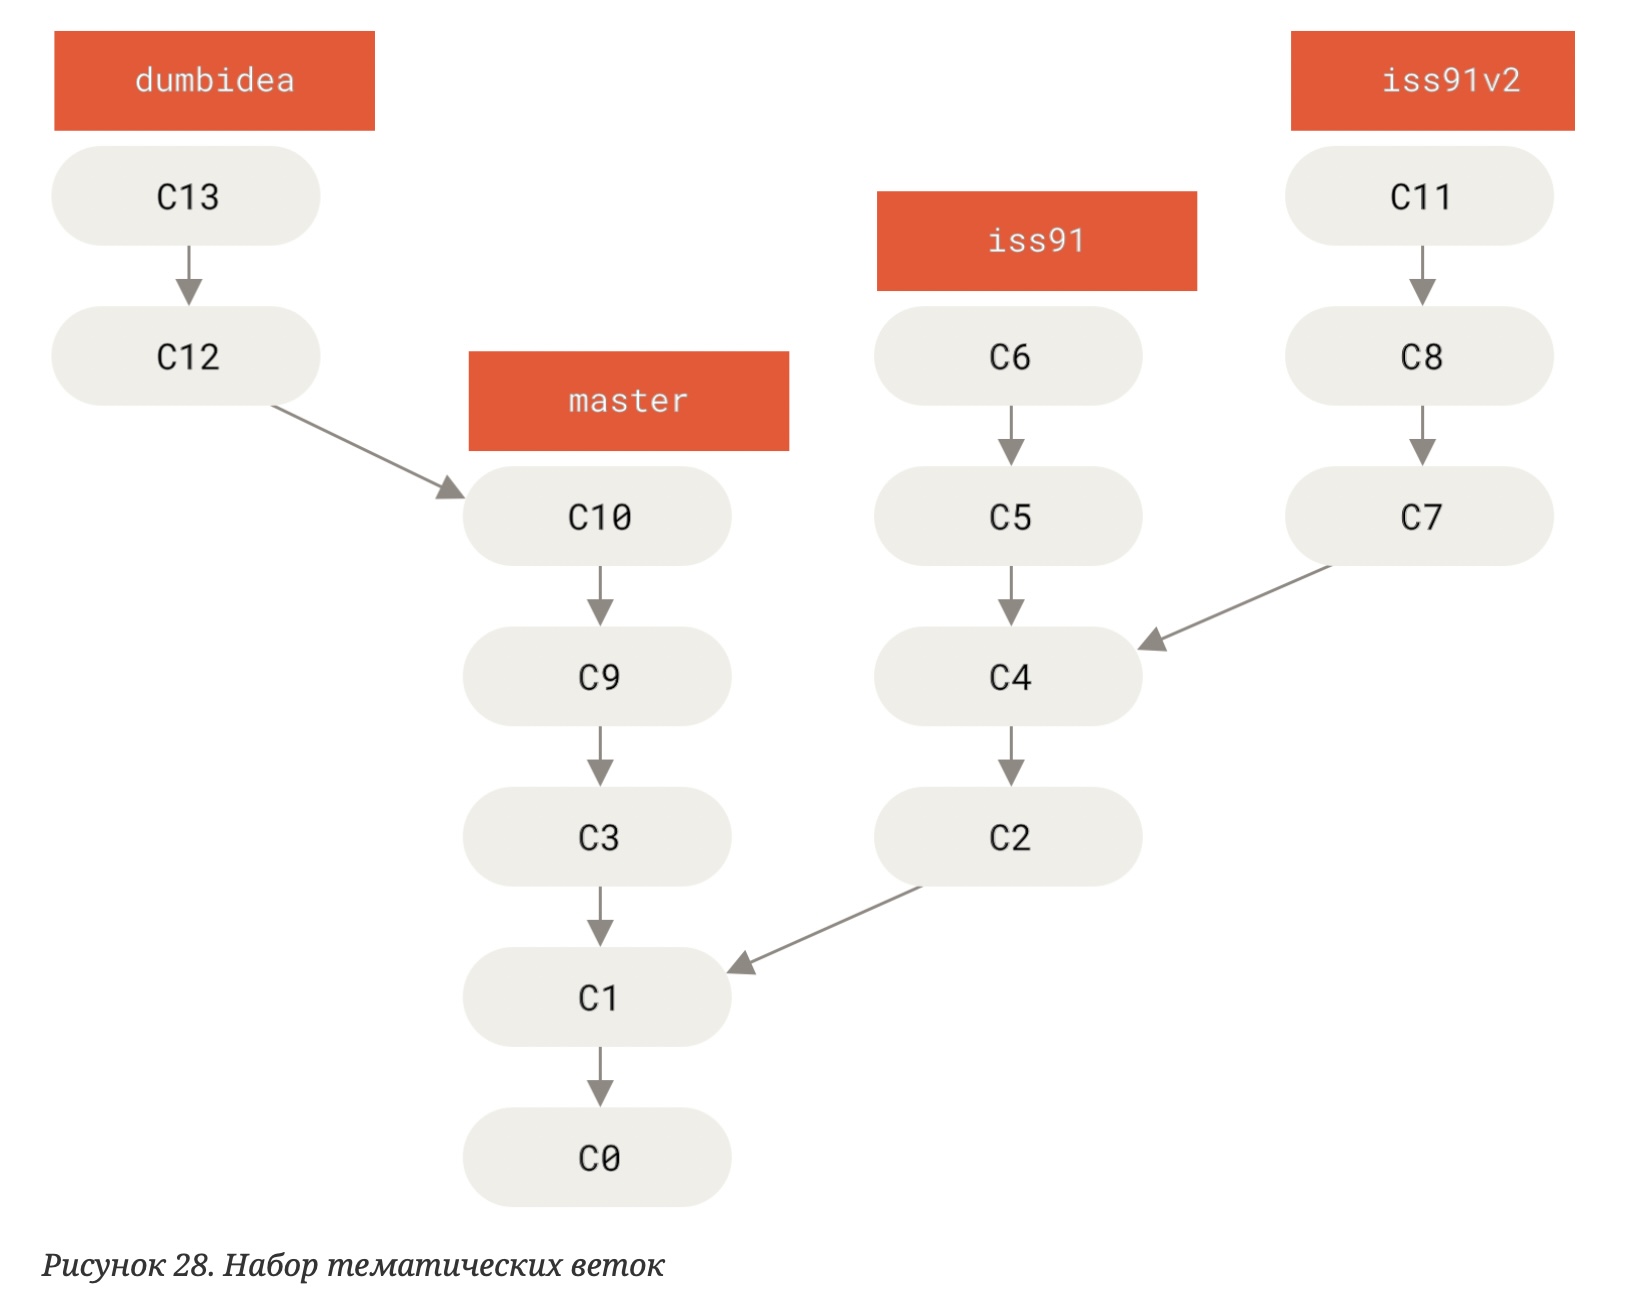 dumbidea
iss91v2
C13
C11
iss91
C12
C6
C8
master
C10
C5
C7
C9
C4
C3
C2
C1
C0
Рисунок 28. Набор тематических веток